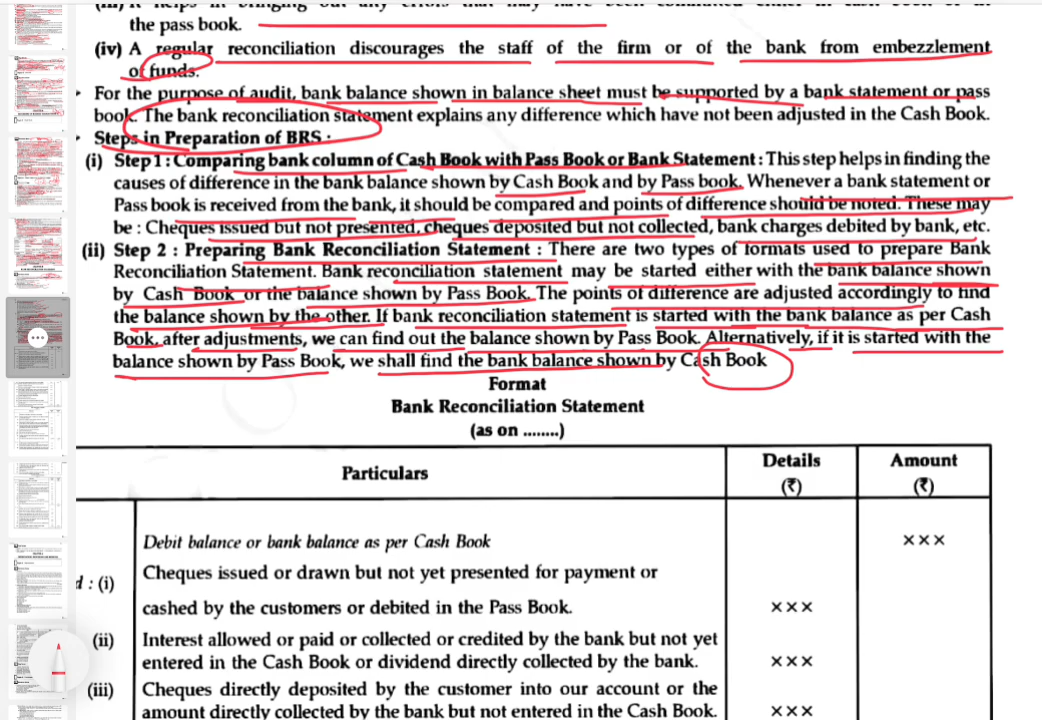 the pass book.
(iv) A regular reconciliation discourages the staff of the firm or of the bank from embezzlement
of funds.
For the purpose of audit, bank balance shown in balance sheet must be supported by a bank statement or pass
book. The bank reconciliation statement explains any difference which have not been adjusted in the Cash Book.
Steps in Preparation of BRS :
(i) Step 1 : Comparing bank column of Cash Book with Pass Book or Bank Statement : This step helps in finding the
causes of difference in the bank balance shown by Cash Book and by Pass book. Whenever a bank statement or
Pass book is received from the bank, it should be compared and points of difference should be noted. These may
be : Cheques issued but not presented, cheques deposited but not collected, bank charges debited by bank, etc.
(ii) Step 2 : Preparing Bank Reconciliation Statement : There are two types of formats used to prepare Bank
Reconciliation Statement. Bank reconciliation statement may be started either with the bank balance shown
by Cash Book or the balance shown by Pass Book. The points of difference are adjusted accordingly to find
the balance shown by the other. If bank reconciliation statement is started with the bank balance as per Cash
Book, after adjustments, we can find out the balance shown by Pass Book. Alternatively, if it is started with the
balance shown by Pass Book, we shall find the bank balance shown by Cash Book
Format
Bank Reconciliation Statement
(as on ........)
Particulars Details (₹) Amount (₹)
Debit balance or bank balance as per Cash Book ×××
d : (i) Cheques issued or drawn but not yet presented for payment or
cashed by the customers or debited in the Pass Book. ×××
(ii) Interest allowed or paid or collected or credited by the bank but not yet
entered in the Cash Book or dividend directly collected by the bank. ×××
(iii) Cheques directly deposited by the customer into our account or the
amount directly collected by the bank but not entered in the Cash Book. ×××